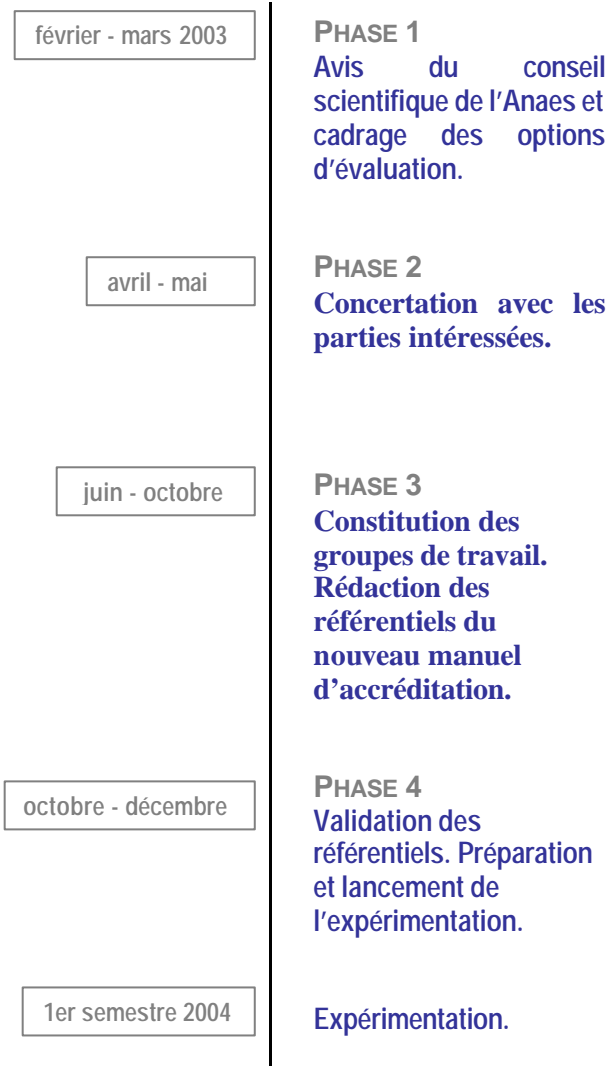 février - mars 2003
PHASE 1
Avis du conseil
scientifique de l'Anaes et
cadrage des options
d'évaluation.
avril - mai
PHASE 2
Concertation avec les
parties intéressées.
juin - octobre
PHASE 3
Constitution des
groupes de travail.
Rédaction des
référentiels du
nouveau manuel
d'accréditation.
octobre - décembre
PHASE 4
Validation des
référentiels. Préparation
et lancement de
l'expérimentation.
1er semestre 2004
Expérimentation.